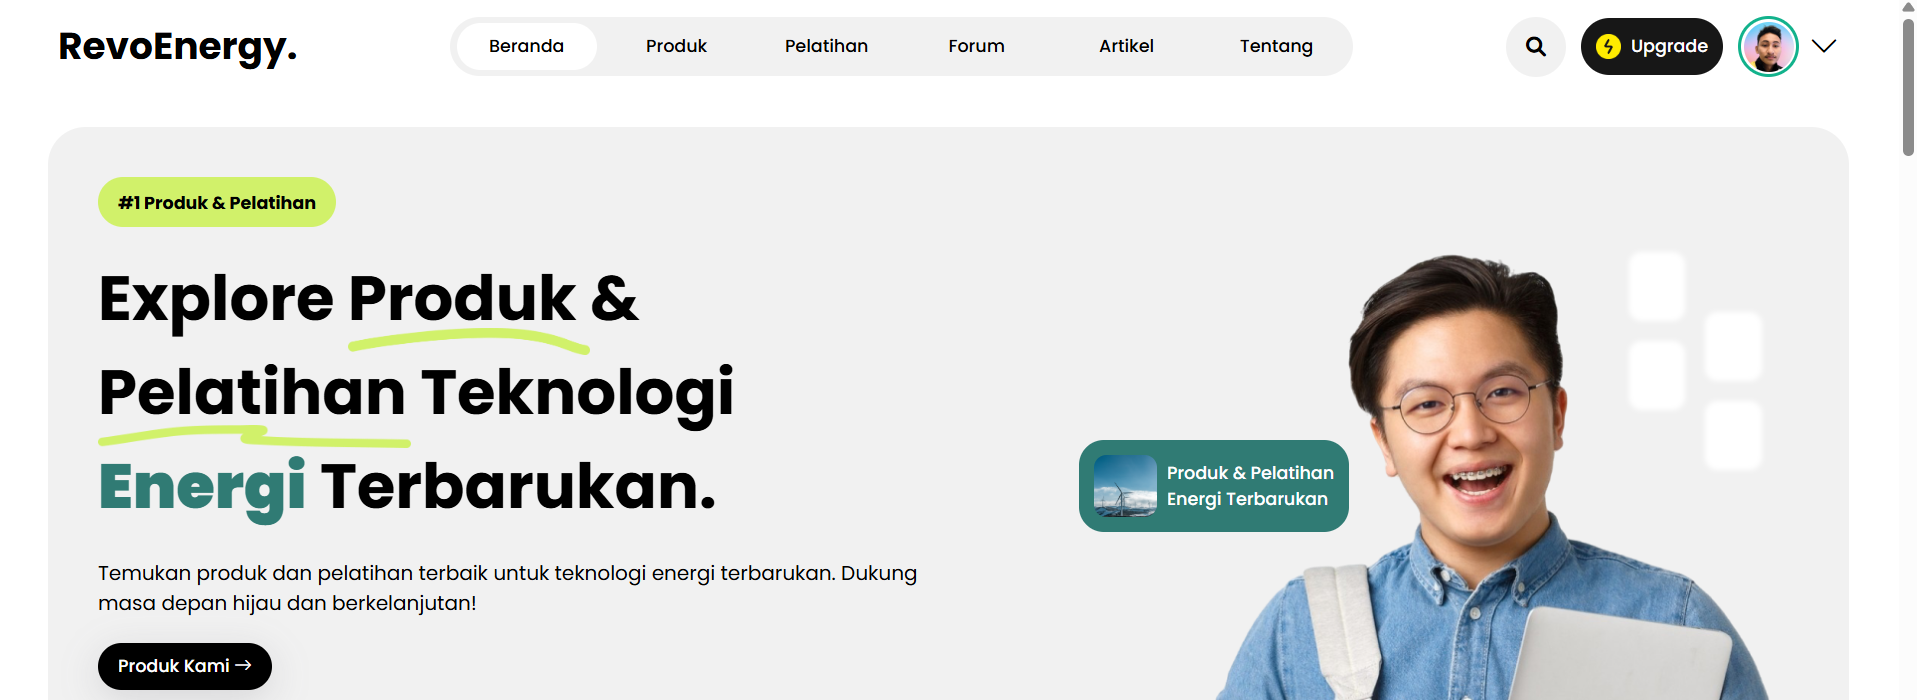 RevoEnergy.
Beranda
Produk
Pelatihan
Forum
Artikel
Tentang
Upgrade
#1 Produk & Pelatihan
Explore Produk &
Pelatihan Teknologi
Energi Terbarukan.
Produk & Pelatihan
Energi Terbarukan
Temukan produk dan pelatihan terbaik untuk teknologi energi terbarukan. Dukung
masa depan hijau dan berkelanjutan!
Produk Kami →